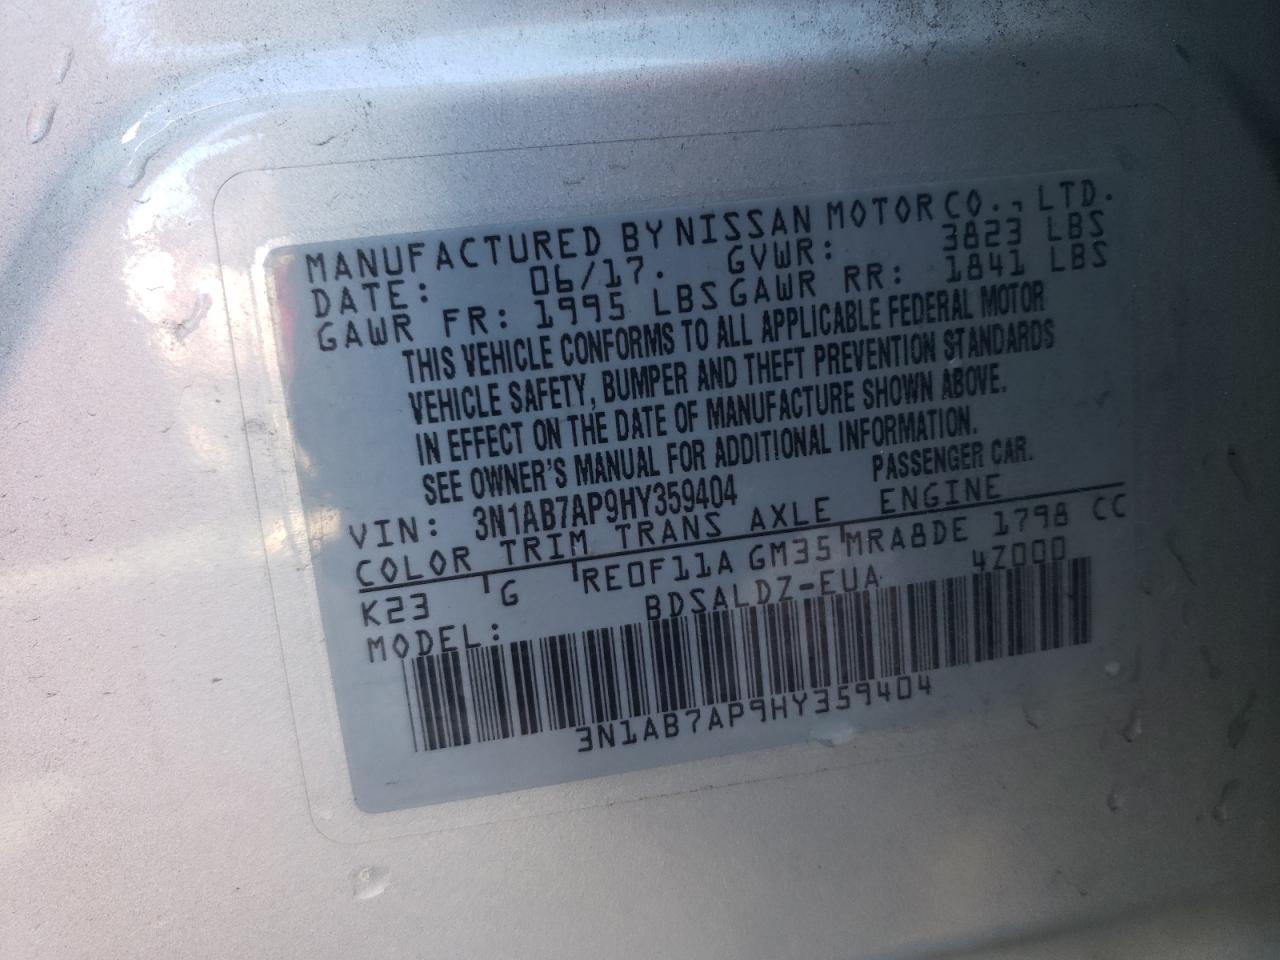 MANUFACTURED BY NISSAN MOTOR CO., LTD.
DATE: 06/17. GVWR: 3823 LBS
GAWR FR: 1995 LBS GAWR RR: 1841 LBS
THIS VEHICLE CONFORMS TO ALL APPLICABLE FEDERAL MOTOR
VEHICLE SAFETY, BUMPER AND THEFT PREVENTION STANDARDS
IN EFFECT ON THE DATE OF MANUFACTURE SHOWN ABOVE.
SEE OWNER'S MANUAL FOR ADDITIONAL INFORMATION.
VIN: 3N1AB7AP9HY359404 PASSENGER CAR.
COLOR TRIM TRANS AXLE ENGINE
K23 G RE0F11A GM35 MRA8DE 1798 CC
MODEL: BDSALDZ-EUA 4Z000
3N1AB7AP9HY359404